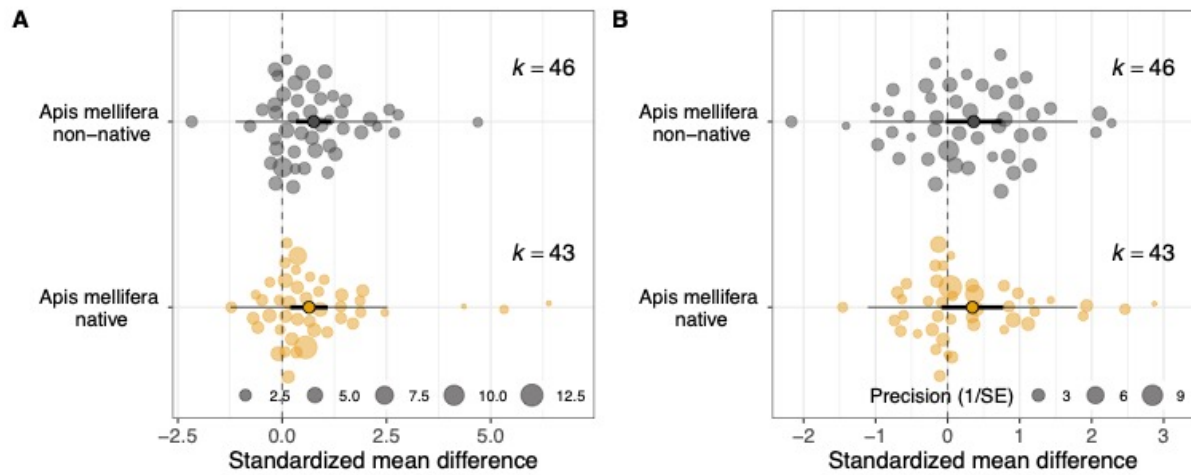 A
k = 46
Apis mellifera
non−native
k = 43
Apis mellifera
native
2.5 5.0 7.5 10.0 12.5
−2.5 0.0 2.5 5.0
Standardized mean difference
B
k = 46
Apis mellifera
non−native
k = 43
Apis mellifera
native
Precision (1/SE) 3 6 9
−2 −1 0 1 2 3
Standardized mean difference